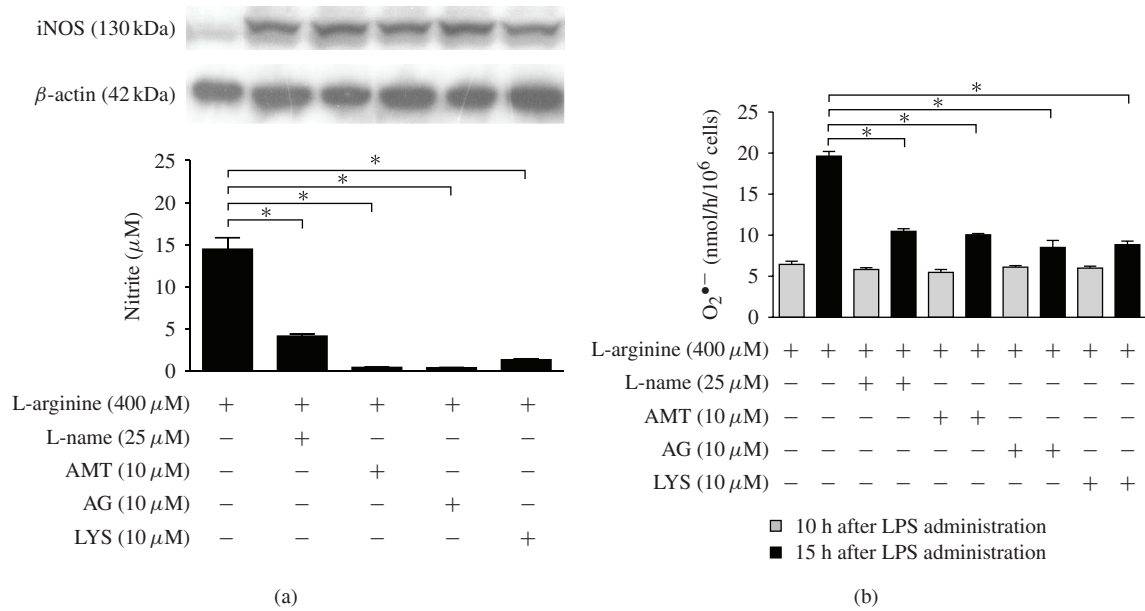 iNOS (130 kDa)
β-actin (42 kDa)
Nitrite (μM)
25
20
15
10
5
0
*
*
*
*
L-arginine (400 μM) + + + + +
L-name (25 μM) − + − − −
AMT (10 μM) − − + − −
AG (10 μM) − − − + −
LYS (10 μM) − − − − +
(a)
O2•− (nmol/h/10^6 cells)
25
20
15
10
5
0
*
*
*
*
L-arginine (400 μM) + + + + + + + + + +
L-name (25 μM) − − + + − − − − − −
AMT (10 μM) − − − − + + − − − −
AG (10 μM) − − − − − − + + − −
LYS (10 μM) − − − − − − − − + +
10 h after LPS administration
15 h after LPS administration
(b)